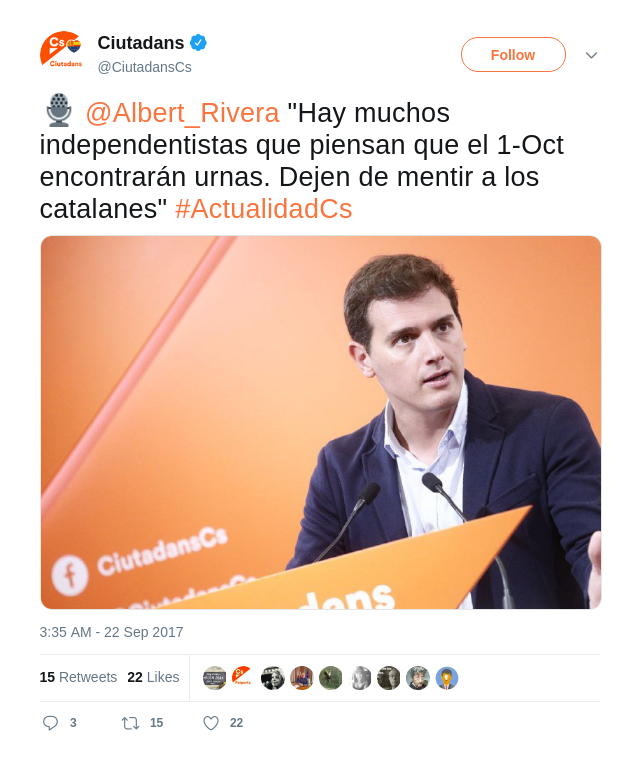 Cs
Ciutadans
Ciutadans
@CiutadansCs
Follow
@Albert_Rivera "Hay muchos
independentistas que piensan que el 1-Oct
encontrarán urnas. Dejen de mentir a los
catalanes" #ActualidadCs
f CiutadansCs
CiutadansCs
dans
3:35 AM - 22 Sep 2017
15 Retweets 22 Likes
3 15 22